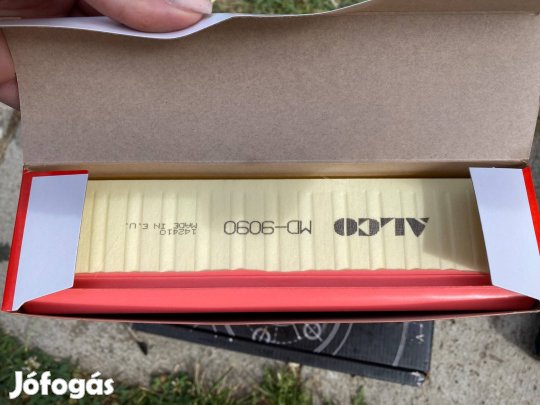 ALCO
MD-9090
142410
MADE IN E.U.
Jófogás